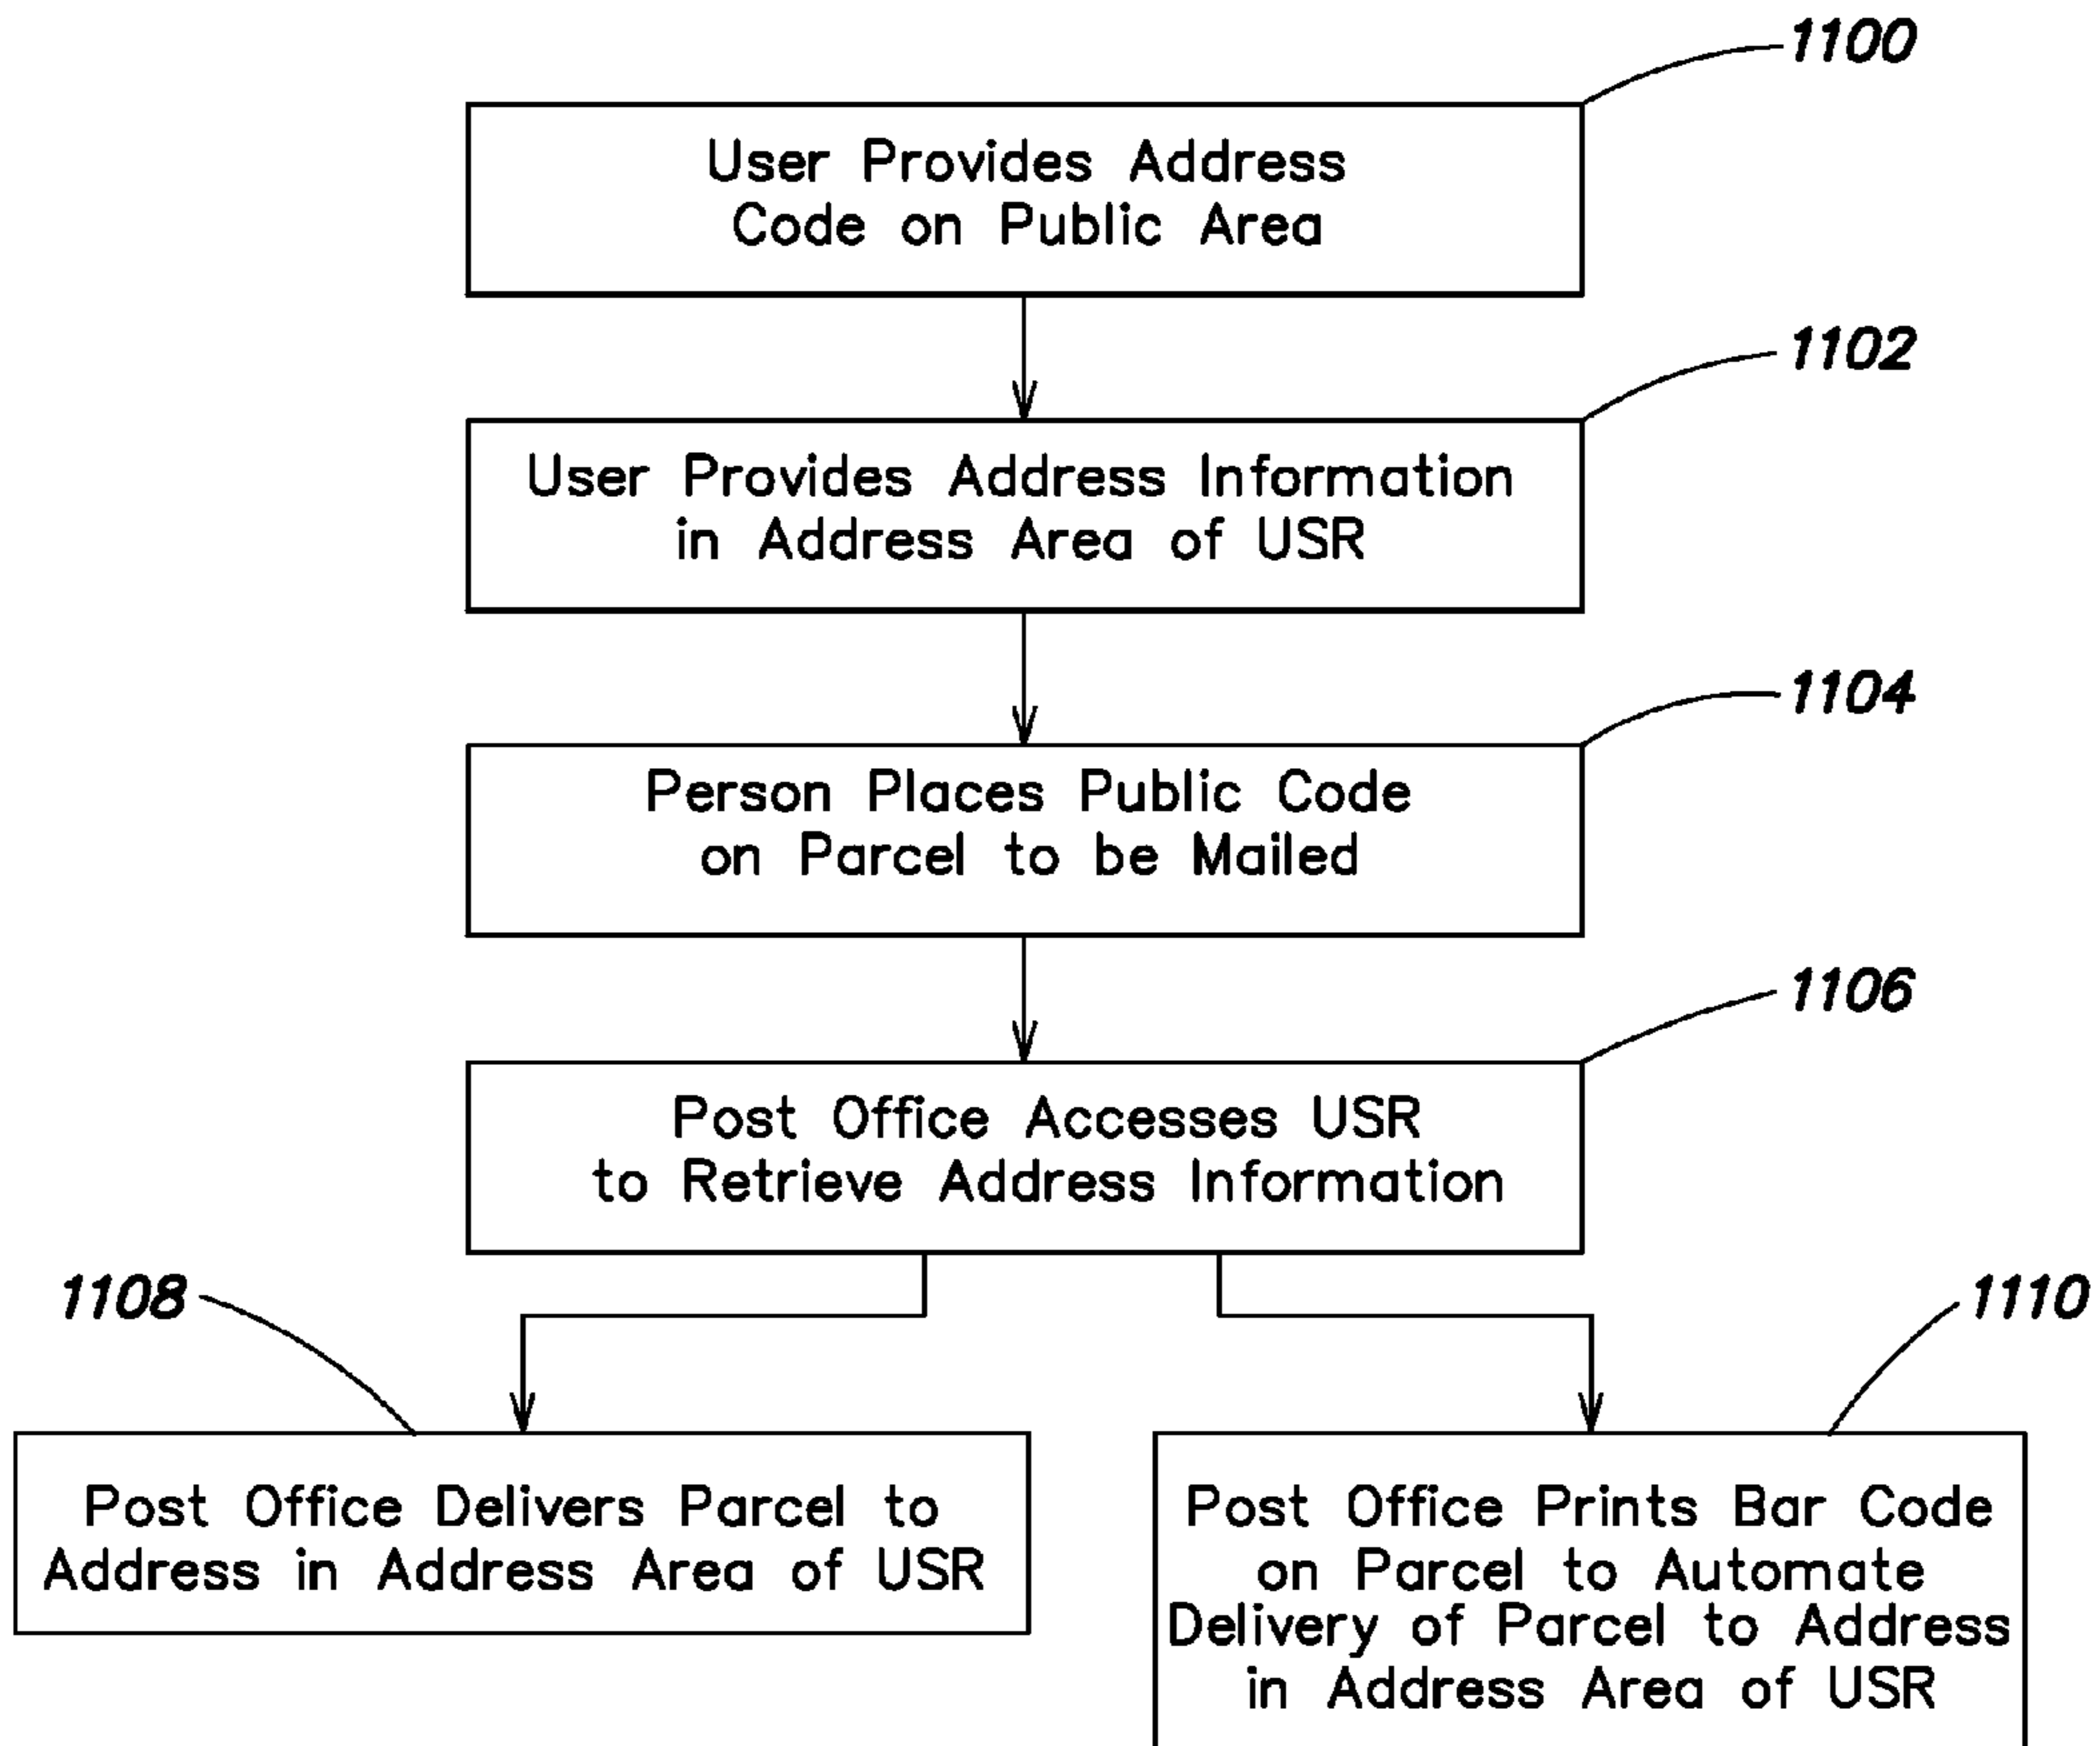 1100
User Provides Address
Code on Public Area
1102
User Provides Address Information
in Address Area of USR
1104
Person Places Public Code
on Parcel to be Mailed
1106
Post Office Accesses USR
to Retrieve Address Information
1108
Post Office Delivers Parcel to
Address in Address Area of USR
1110
Post Office Prints Bar Code
on Parcel to Automate
Delivery of Parcel to Address
in Address Area of USR